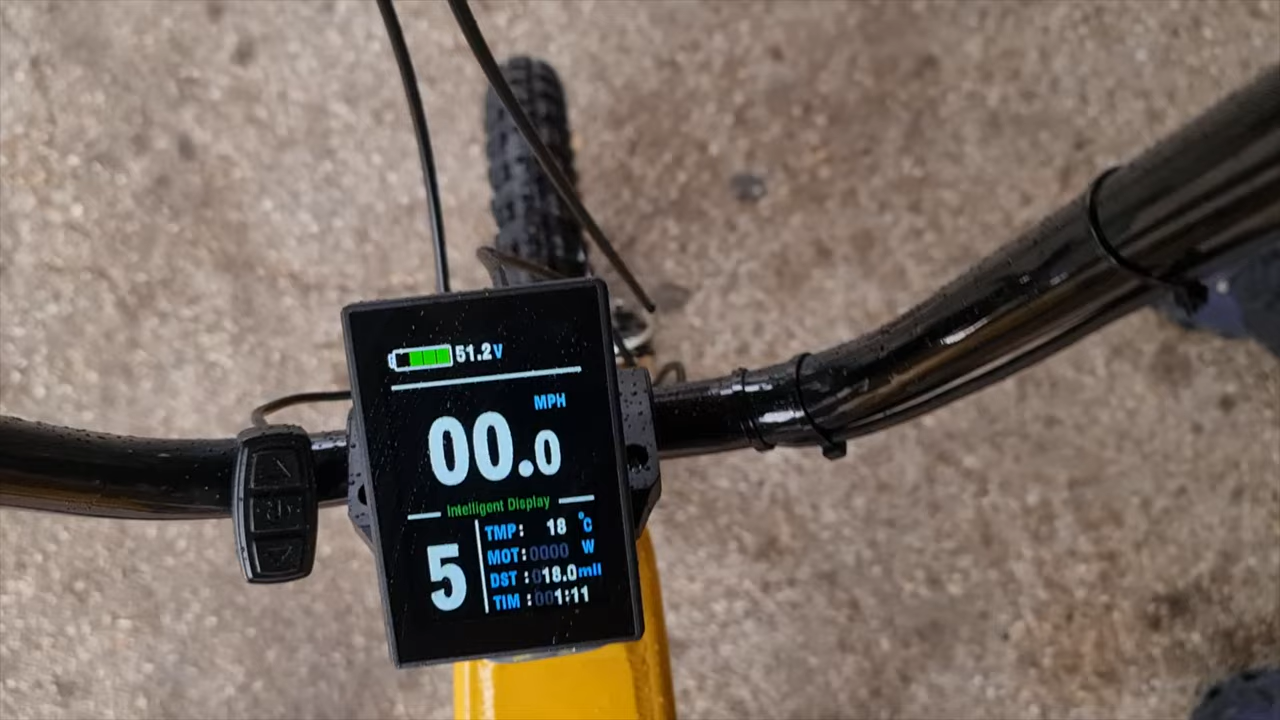 51.2V
MPH
00.0
Intelligent Display
5
TMP: 18 °C
MOT:0000 W
DST :018.0mil
TIM :001:11